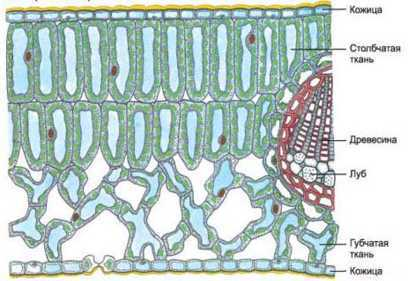 Кожица
Столбчатая
ткань
Древесина
Луб
Губчатая
ткань
Кожица